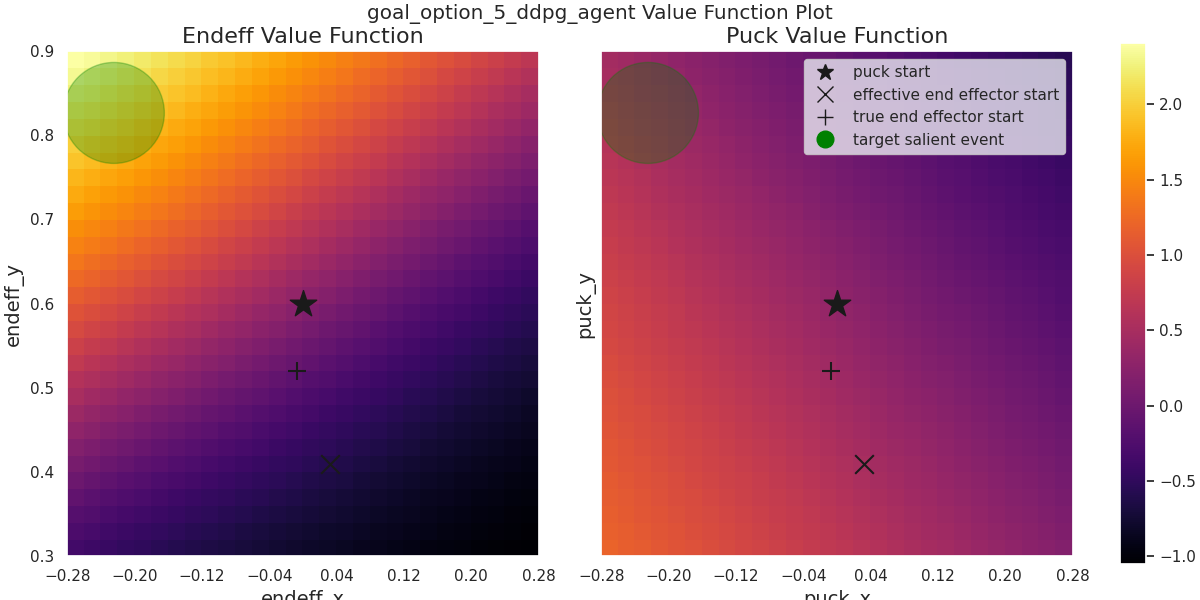 goal_option_5_ddpg_agent Value Function Plot
Endeff Value Function
Puck Value Function
0.9
0.8
0.7
0.6
0.5
0.4
0.3
endeff_y
−0.28 −0.20 −0.12 −0.04 0.04 0.12 0.20 0.28
endeff_x
puck start
effective end effector start
true end effector start
target salient event
puck_y
−0.28 −0.20 −0.12 −0.04 0.04 0.12 0.20 0.28
puck_x
2.0
1.5
1.0
0.5
0.0
−0.5
−1.0